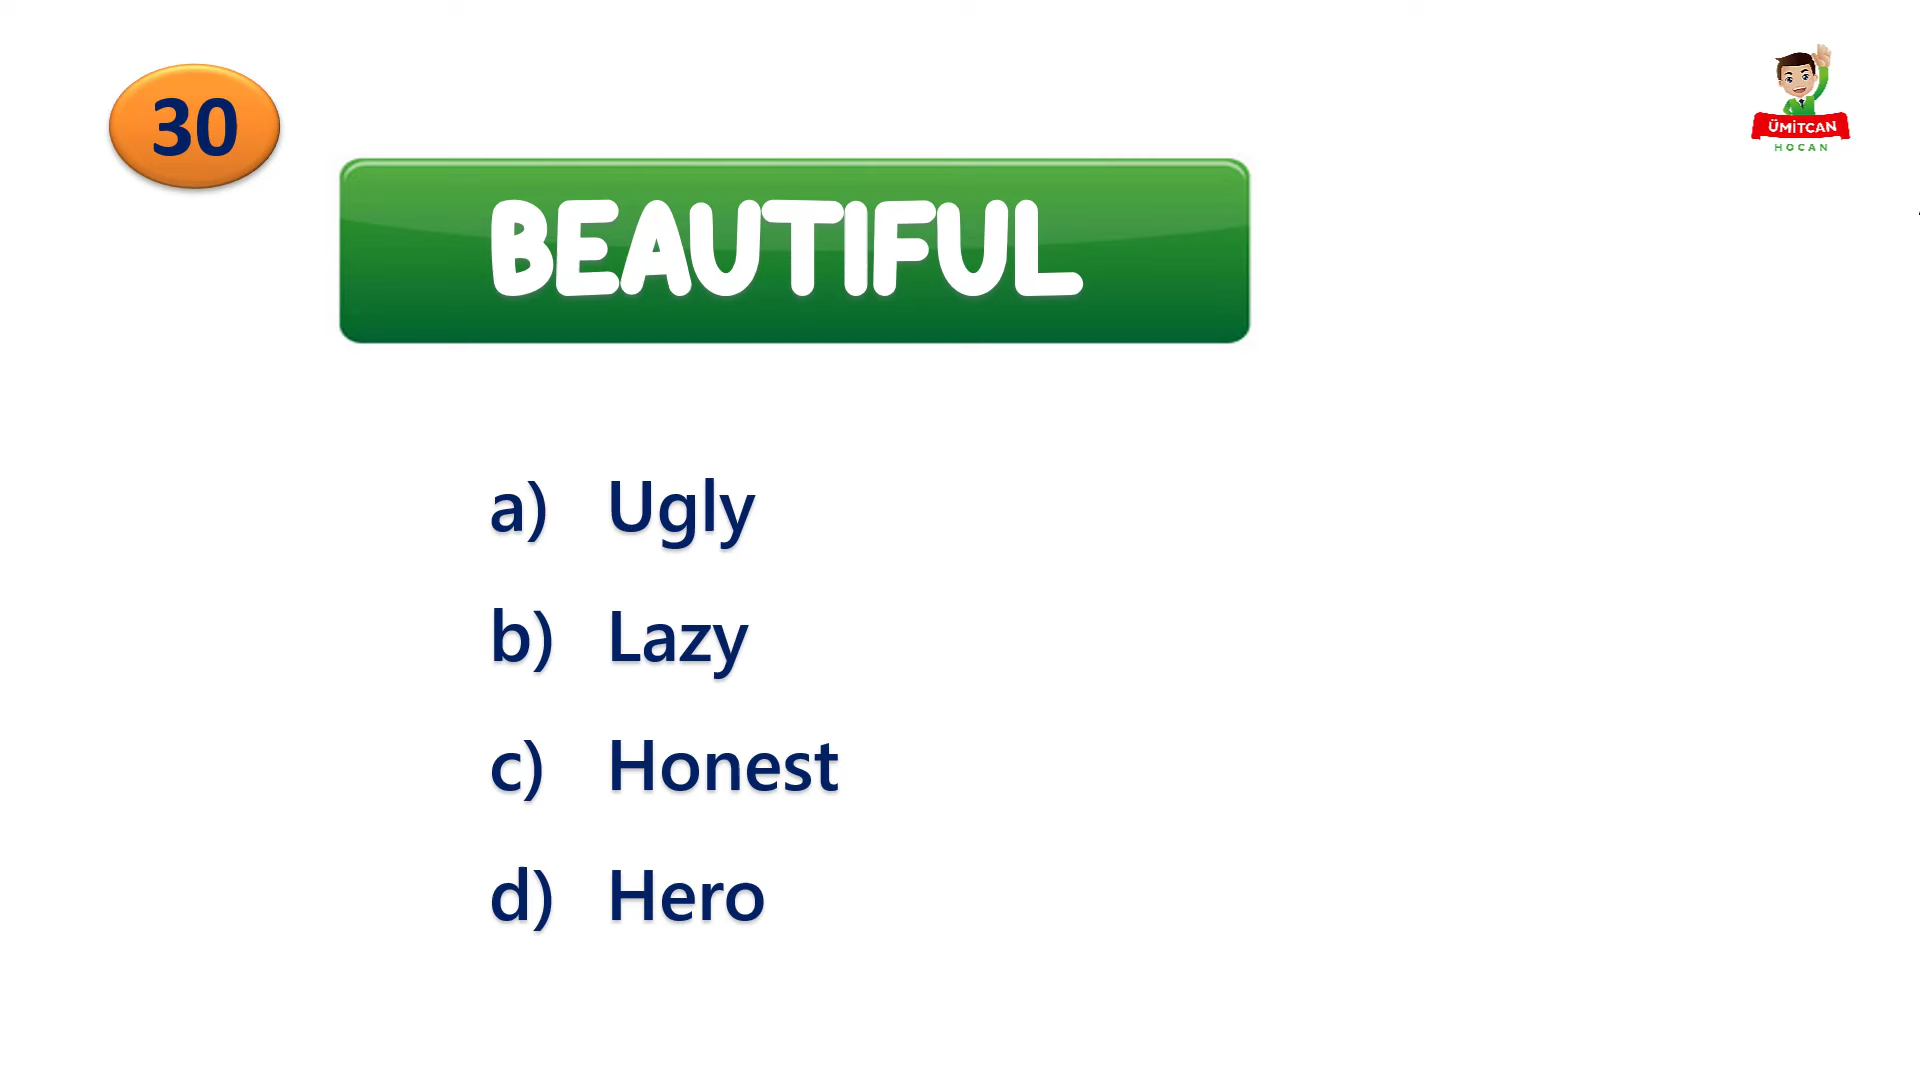 30
ÜMİTCAN
HOCAN
BEAUTIFUL
a) Ugly
b) Lazy
c) Honest
d) Hero